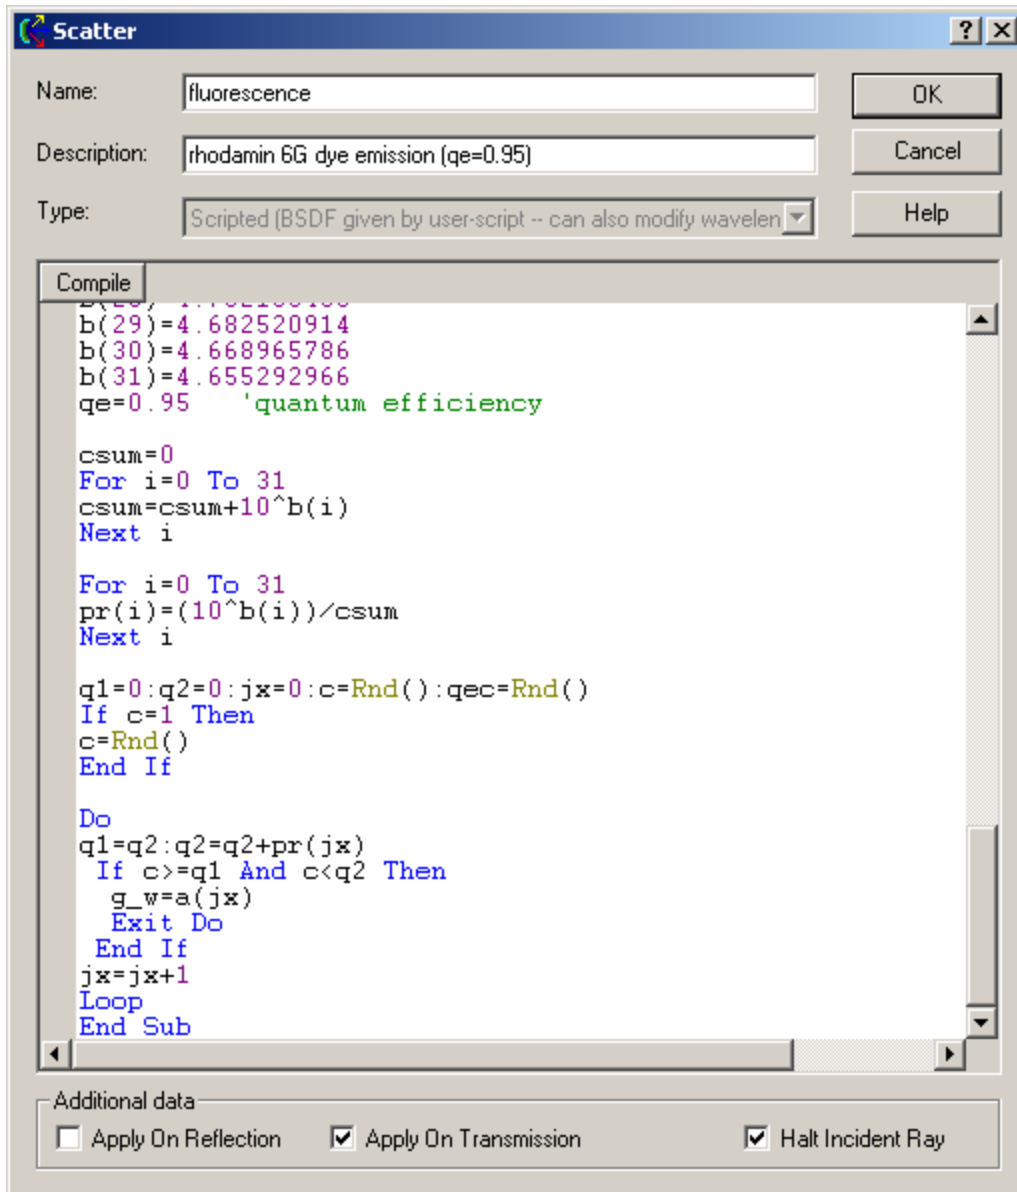 Scatter
Name:
fluorescence
OK
Description:
rhodamin 6G dye emission (qe=0.95)
Cancel
Type:
Scripted (BSDF given by user-script -- can also modify wavelen
Help
Compile
b(29)=4.682520914
b(30)=4.668965786
b(31)=4.655292966
qe=0.95 'quantum efficiency
csum=0
For i=0 To 31
csum=csum+10^b(i)
Next i
For i=0 To 31
pr(i)=(10^b(i))/csum
Next i
q1=0:q2=0:jx=0:c=Rnd():qec=Rnd()
If c=1 Then
c=Rnd()
End If
Do
q1=q2:q2=q2+pr(jx)
If c>=q1 And c<q2 Then
g_w=a(jx)
Exit Do
End If
jx=jx+1
Loop
End Sub
Additional data
Apply On Reflection
Apply On Transmission
Halt Incident Ray